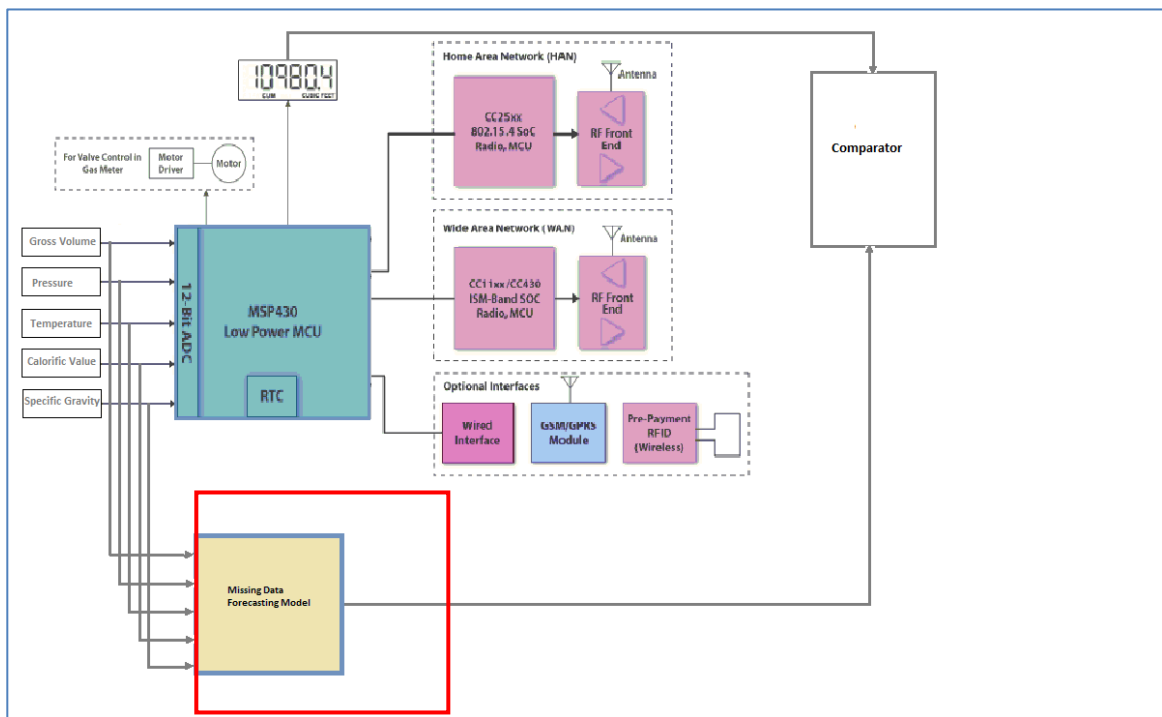 10980.4
CUM
CUBIC FEET
For Valve Control in
Gas Meter
Motor
Driver
Motor
Home Area Network (HAN)
Antenna
CC25xx
802.15.4 SoC
Radio, MCU
RF Front
End
Comparator
Gross Volume
Pressure
Temperature
Calorific Value
Specific Gravity
12-Bit ADC
MSP430
Low Power MCU
RTC
Wide Area Network (WAN)
Antenna
CC11xx/CC430
ISM-Band SOC
Radio, MCU
RF Front
End
Optional Interfaces
Wired
Interface
GSM/GPRS
Module
Pre-Payment
RFID
(Wireless)
Missing Data
Forecasting Model